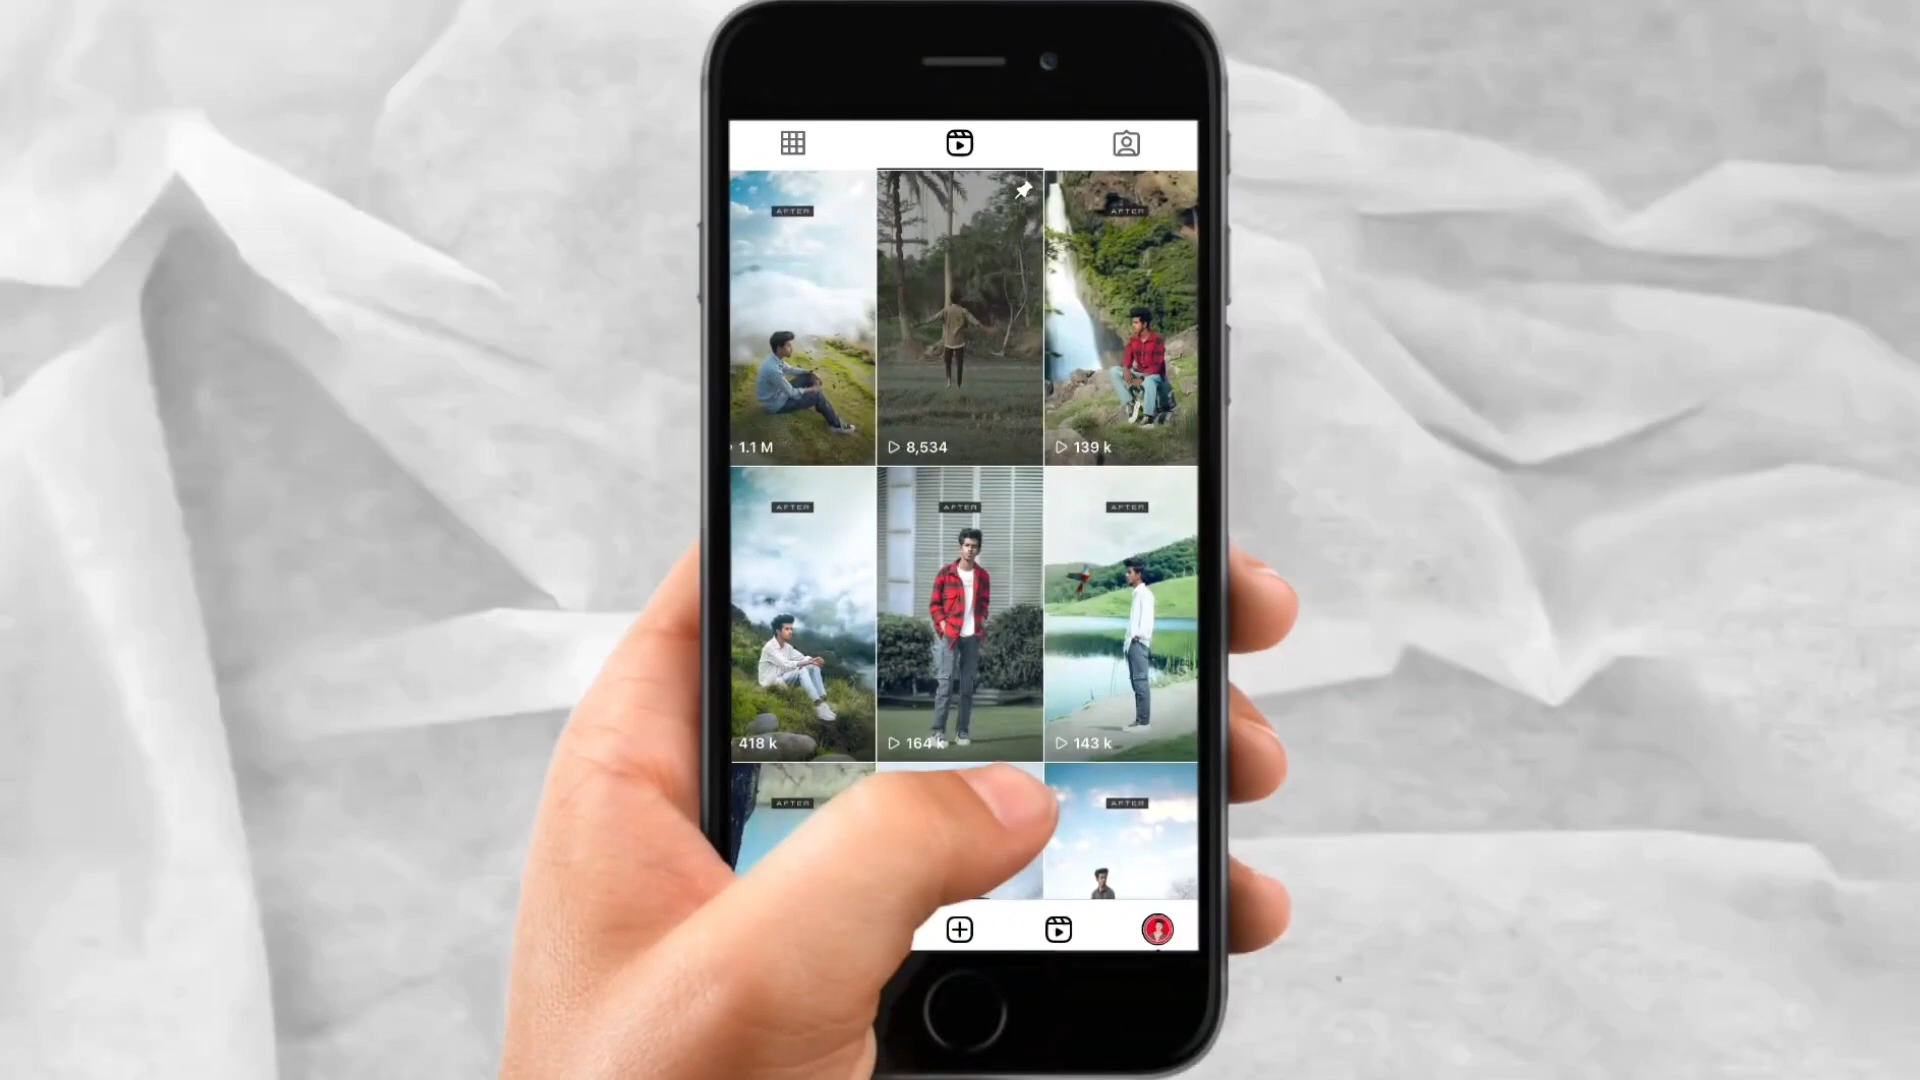 AFTER
AFTER
1.1 M
8,534
139 k
AFTER
AFTER
AFTER
418 k
164 k
143 k
AFTER
AFTER